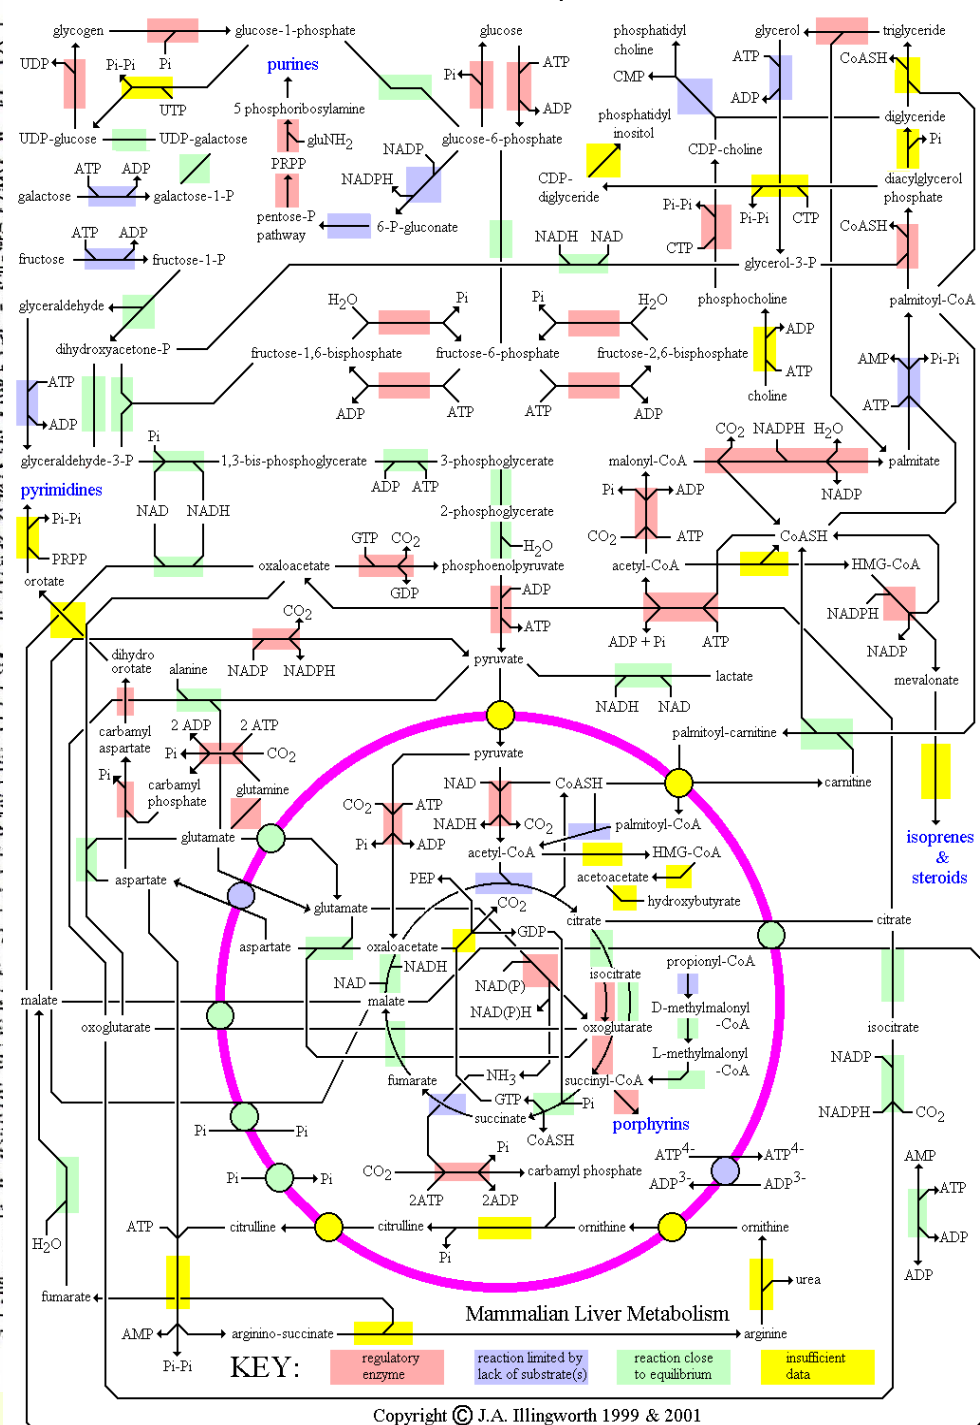 glycogen
glucose-1-phosphate
glucose
phosphatidyl
choline
glycerol
triglyceride
UDP
Pi-Pi
Pi
purines
Pi
ATP
CMP
ATP
CoASH
UTP
5 phosphoribosylamine
ADP
ADP
phosphatidyl
inositol
diglyceride
UDP-glucose
UDP-galactose
gluNH2
glucose-6-phosphate
Pi
ATP
ADP
PRPP
NADP
CDP-choline
galactose
galactose-1-P
NADPH
CDP-
diglyceride
diacylglycerol
phosphate
pentose-P
pathway
6-P-gluconate
Pi-Pi
Pi-Pi
CTP
ATP
ADP
NADH
NAD
CTP
CoASH
fructose
fructose-1-P
glycerol-3-P
glyceraldehyde
H2O
Pi
Pi
H2O
phosphocholine
palmitoyl-CoA
dihydroxyacetone-P
fructose-1,6-bisphosphate
fructose-6-phosphate
fructose-2,6-bisphosphate
ADP
ATP
AMP
Pi-Pi
ATP
ADP
ADP
ATP
ATP
ADP
choline
ATP
Pi
CO2
NADPH
H2O
glyceraldehyde-3-P
1,3-bis-phosphoglycerate
3-phosphoglycerate
malonyl-CoA
palmitate
pyrimidines
ADP
ATP
Pi
ADP
NADP
NAD
NADH
2-phosphoglycerate
Pi-Pi
PRPP
GTP
CO2
H2O
CO2
ATP
CoASH
orotate
oxaloacetate
phosphoenolpyruvate
acetyl-CoA
HMG-CoA
GDP
ADP
ATP
CO2
NADPH
ADP + Pi
ATP
NADP
dihydro
orotate
alanine
NADP
NADPH
pyruvate
lactate
mevalonate
NADH
NAD
carbamyl
aspartate
2 ADP
2 ATP
palmitoyl-carnitine
Pi
CO2
pyruvate
Pi
carbamyl
phosphate
glutamine
NAD
CoASH
carnitine
CO2
ATP
NADH
CO2
palmitoyl-CoA
glutamate
Pi
ADP
acetyl-CoA
HMG-CoA
isoprenes
&
steroids
aspartate
PEP
acetoacetate
hydroxybutyrate
glutamate
CO2
citrate
citrate
aspartate
oxaloacetate
GDP
NADH
NAD
NAD(P)
isocitrate
propionyl-CoA
malate
malate
NAD(P)H
D-methylmalonyl
-CoA
oxoglutarate
oxoglutarate
isocitrate
L-methylmalonyl
-CoA
NADP
fumarate
NH3
succinyl-CoA
GTP
Pi
succinate
porphyrins
NADPH
CO2
Pi
Pi
CoASH
ATP4-
ATP4-
AMP
Pi
Pi
CO2
Pi
carbamyl phosphate
ADP3-
ADP3-
ATP
2ATP
2ADP
ATP
citrulline
citrulline
ornithine
ornithine
ADP
H2O
Pi
ADP
fumarate
urea
Mammalian Liver Metabolism
AMP
arginino-succinate
arginine
Pi-Pi
KEY:
regulatory
enzyme
reaction limited by
lack of substrate(s)
reaction close
to equilibrium
insufficient
data
Copyright © J.A. Illingworth 1999 & 2001